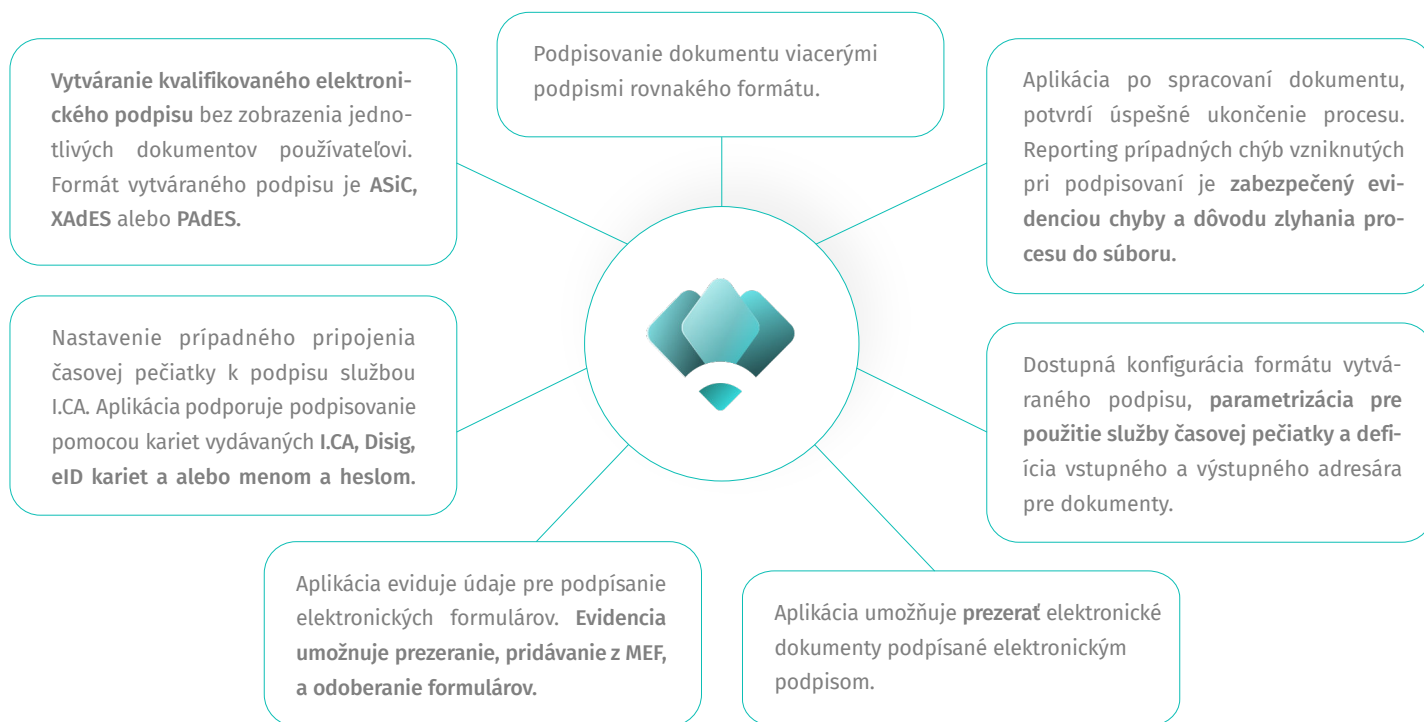 Podpisovanie dokumentu viacerými
podpismi rovnakého formátu.
Vytváranie kvalifikovaného elektroni-
ckého podpisu bez zobrazenia jedno-
tlivých dokumentov používateľovi.
Formát vytváraného podpisu je ASiC,
XAdES alebo PAdES.
Aplikácia po spracovaní dokumentu,
potvrdí úspešné ukončenie procesu.
Reporting prípadných chýb vzniknutých
pri podpisovaní je zabezpečený evi-
denciou chyby a dôvodu zlyhania pro-
cesu do súboru.
Nastavenie prípadného pripojenia
časovej pečiatky k podpisu službou
I.CA. Aplikácia podporuje podpisovanie
pomocou kariet vydávaných I.CA, Disig,
eID kariet a alebo menom a heslom.
Dostupná konfigurácia formátu vytvá-
raného podpisu, parametrizácia pre
použitie služby časovej pečiatky a defi-
ícia vstupného a výstupného adresára
pre dokumenty.
Aplikácia eviduje údaje pre podpísanie
elektronických formulárov. Evidencia
umožnuje prezeranie, pridávanie z MEF,
a odoberanie formulárov.
Aplikácia umožňuje prezerať elektronické
dokumenty podpísané elektronickým
podpisom.